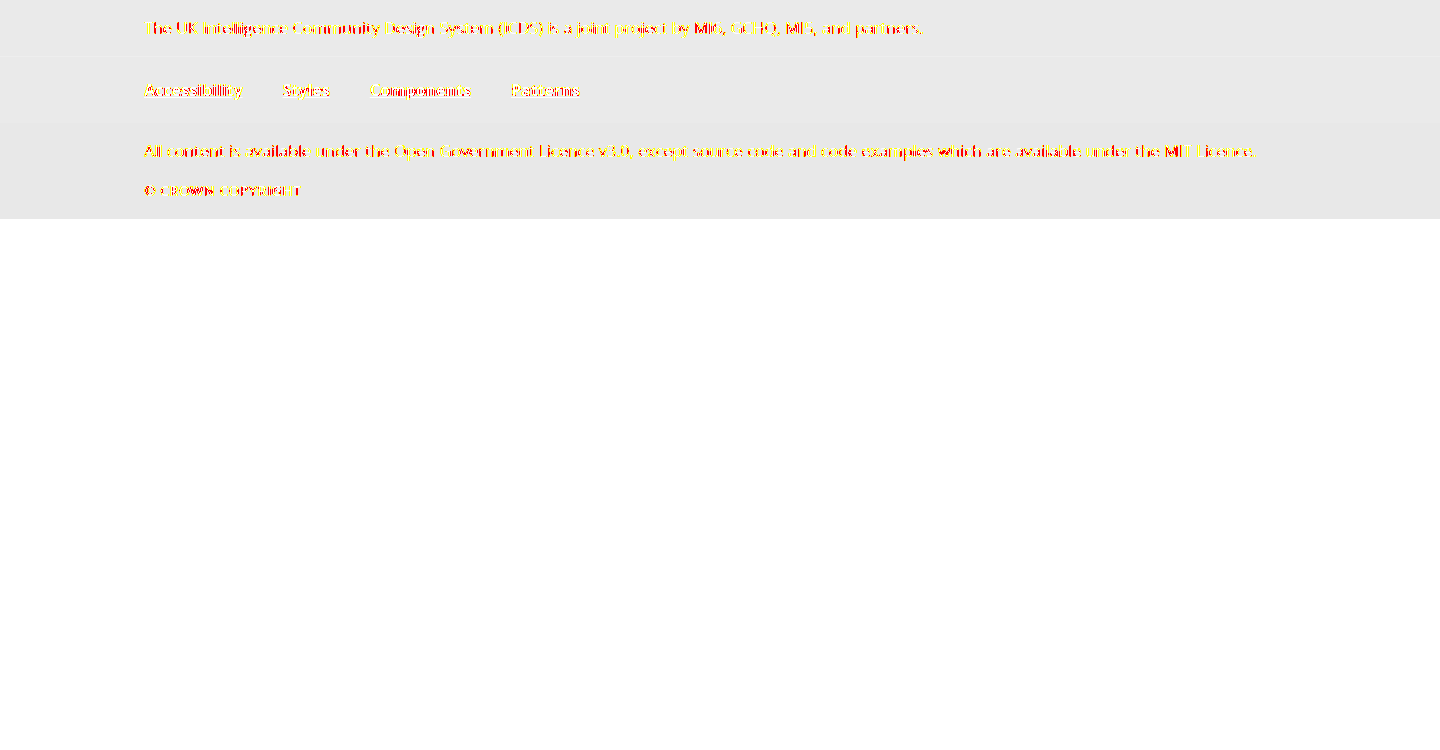 The UK Intelligence Community Design System (ICDS) is a joint project by MI6, GCHQ, MI5, and partners.
Accessibility Styles Components Patterns
All content is available under the Open Government Licence v3.0, except source code and code examples which are available under the MIT Licence
© CROWN COPYRIGHT